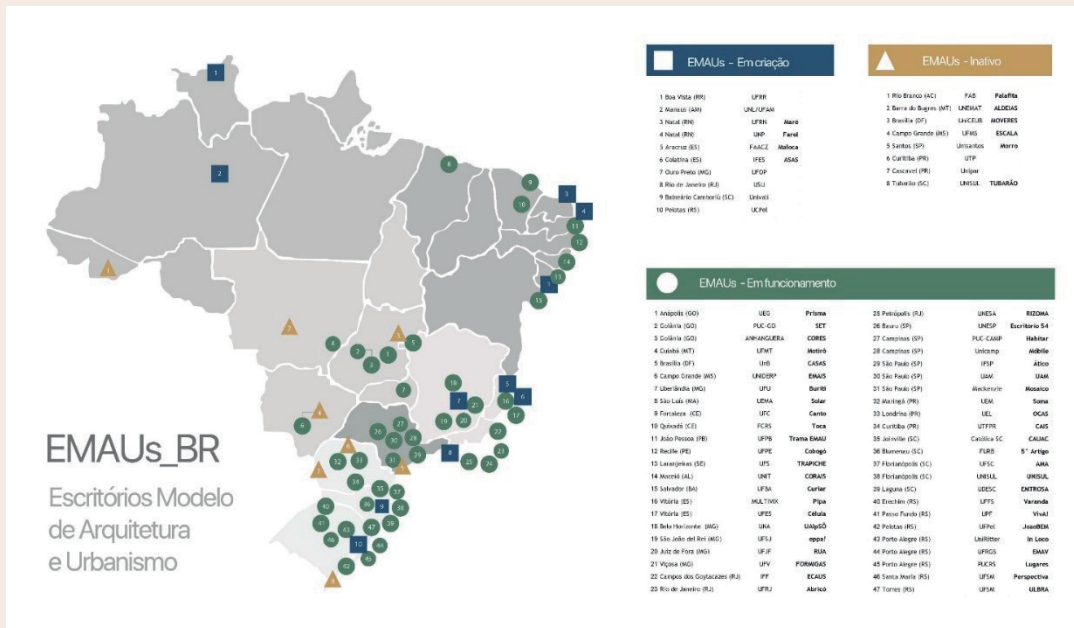 EMAUs_BR
Escritórios Modelo
de Arquitetura
e Urbanismo
EMAUs - Em criação
1 Boa Vista (RR) UFRR
2 Manaus (AM) UNL/UFAM
3 Natal (RN) UFRN Maré
4 Natal (RN) UNP Farol
5 Aracruz (ES) FAACZ Maloca
6 Colatina (ES) IFES ASAS
7 Ouro Preto (MG) UFOP
8 Rio de Janeiro (RJ) USU
9 Balneário Camboriú (SC) Univali
10 Pelotas (RS) UCPel
EMAUs - Inativo
1 Rio Branco (AC) FAB Palafita
2 Barra do Bugres (MT) UNEMAT ALDEIAS
3 Brasília (DF) UniCEUB MOVERES
4 Campo Grande (MS) UFMS ESCALA
5 Santos (SP) Unisantos Morro
6 Curitiba (PR) UTP
7 Cascavel (PR) Unipar
8 Tubarão (SC) UNISUL TUBARÃO
EMAUs - Em funcionamento
1 Anápolis (GO) UEG Prisma
2 Goiânia (GO) PUC-GO SET
3 Goiânia (GO) ANHANGUERA CORES
4 Cuiabá (MT) UFMT Motirô
5 Brasília (DF) UnB CASAS
6 Campo Grande (MS) UNIDERP EMAIS
7 Uberlândia (MG) UFU Buriti
8 São Luís (MA) UEMA Solar
9 Fortaleza (CE) UFC Canto
10 Quixadá (CE) FCRS Toca
11 João Pessoa (PB) UFPB Trama EMAU
12 Recife (PE) UFPE Cobogó
13 Laranjeiras (SE) UFS TRAPICHE
14 Maceió (AL) UNIT CORAIS
15 Salvador (BA) UFBA Curiar
16 Vitória (ES) MULTIVIX Pipa
17 Vitória (ES) UFES Célula
18 Belo Horizonte (MG) UNA UAIpSÔ
19 São João del Rei (MG) UFSJ eppa!
20 Juiz de Fora (MG) UFJF RUA
21 Viçosa (MG) UFV FORMIGAS
22 Campos dos Goytacazes (RJ) IFF ECAUS
23 Rio de Janeiro (RJ) UFRJ Abricó
25 Petrópolis (RJ) UNESA RIZOMA
26 Bauru (SP) UNESP Escritório 54
27 Campinas (SP) PUC-CAMP Habitar
28 Campinas (SP) Unicamp Móbile
29 São Paulo (SP) IFSP Ático
30 São Paulo (SP) UAM UAM
31 São Paulo (SP) Mackenzie Mosaico
32 Maringá (PR) UEM Soma
33 Londrina (PR) UEL OCAS
34 Curitiba (PR) UTFPR CAIS
35 Joinville (SC) Católica SC CAUAC
36 Blumenau (SC) FURB 5° Artigo
37 Florianópolis (SC) UFSC AMA
38 Florianópolis (SC) UNISUL UNISUL
39 Laguna (SC) UDESC EMTROSA
40 Erechim (RS) UFFS Varanda
41 Passo Fundo (RS) UPF VivA!
42 Pelotas (RS) UFPel JoaoBEM
43 Porto Alegre (RS) UniRitter In Loco
44 Porto Alegre (RS) UFRGS EMAV
45 Porto Alegre (RS) PUCRS Lugares
46 Santa Maria (RS) UFSM Perspectiva
47 Torres (RS) UFSM ULBRA